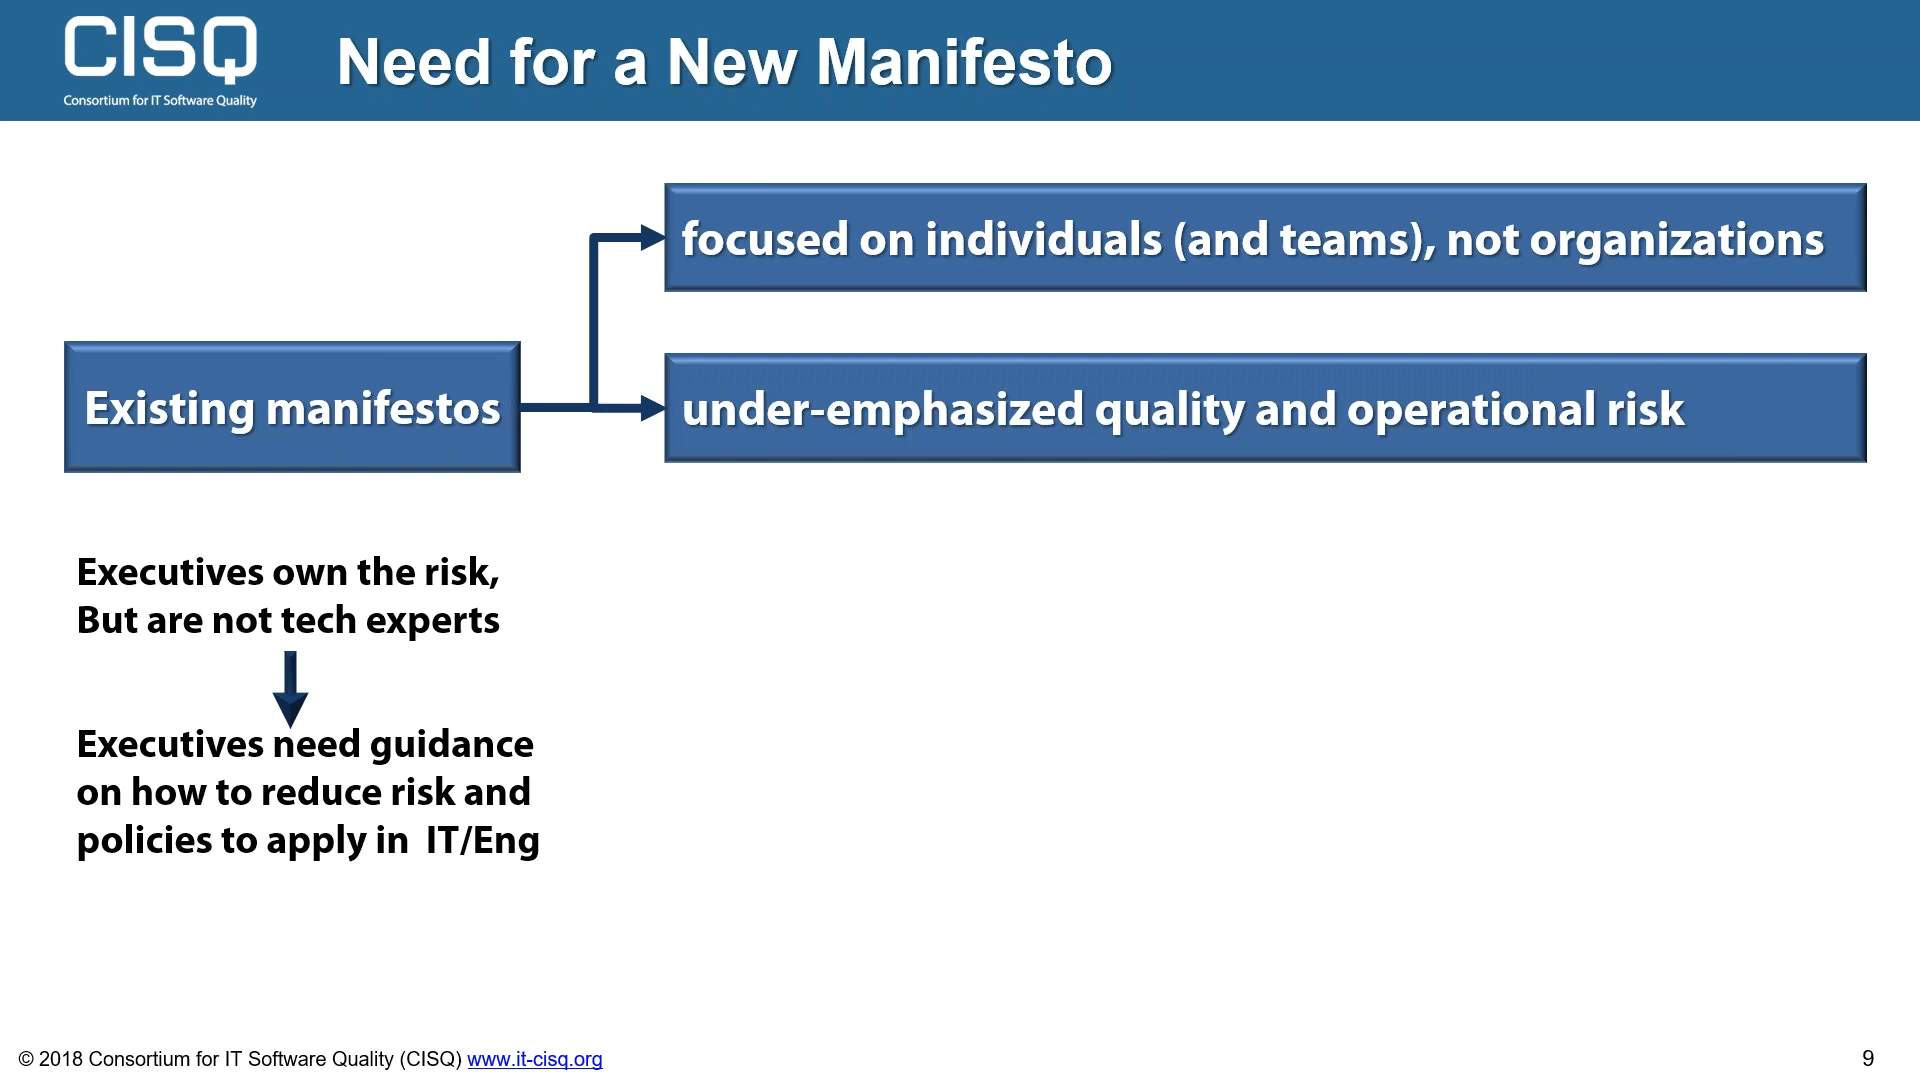 CISQ
Consortium for IT Software Quality
Need for a New Manifesto
focused on individuals (and teams), not organizations
Existing manifestos
under-emphasized quality and operational risk
Executives own the risk,
But are not tech experts
Executives need guidance
on how to reduce risk and
policies to apply in IT/Eng
© 2018 Consortium for IT Software Quality (CISQ) www.it-cisq.org
9